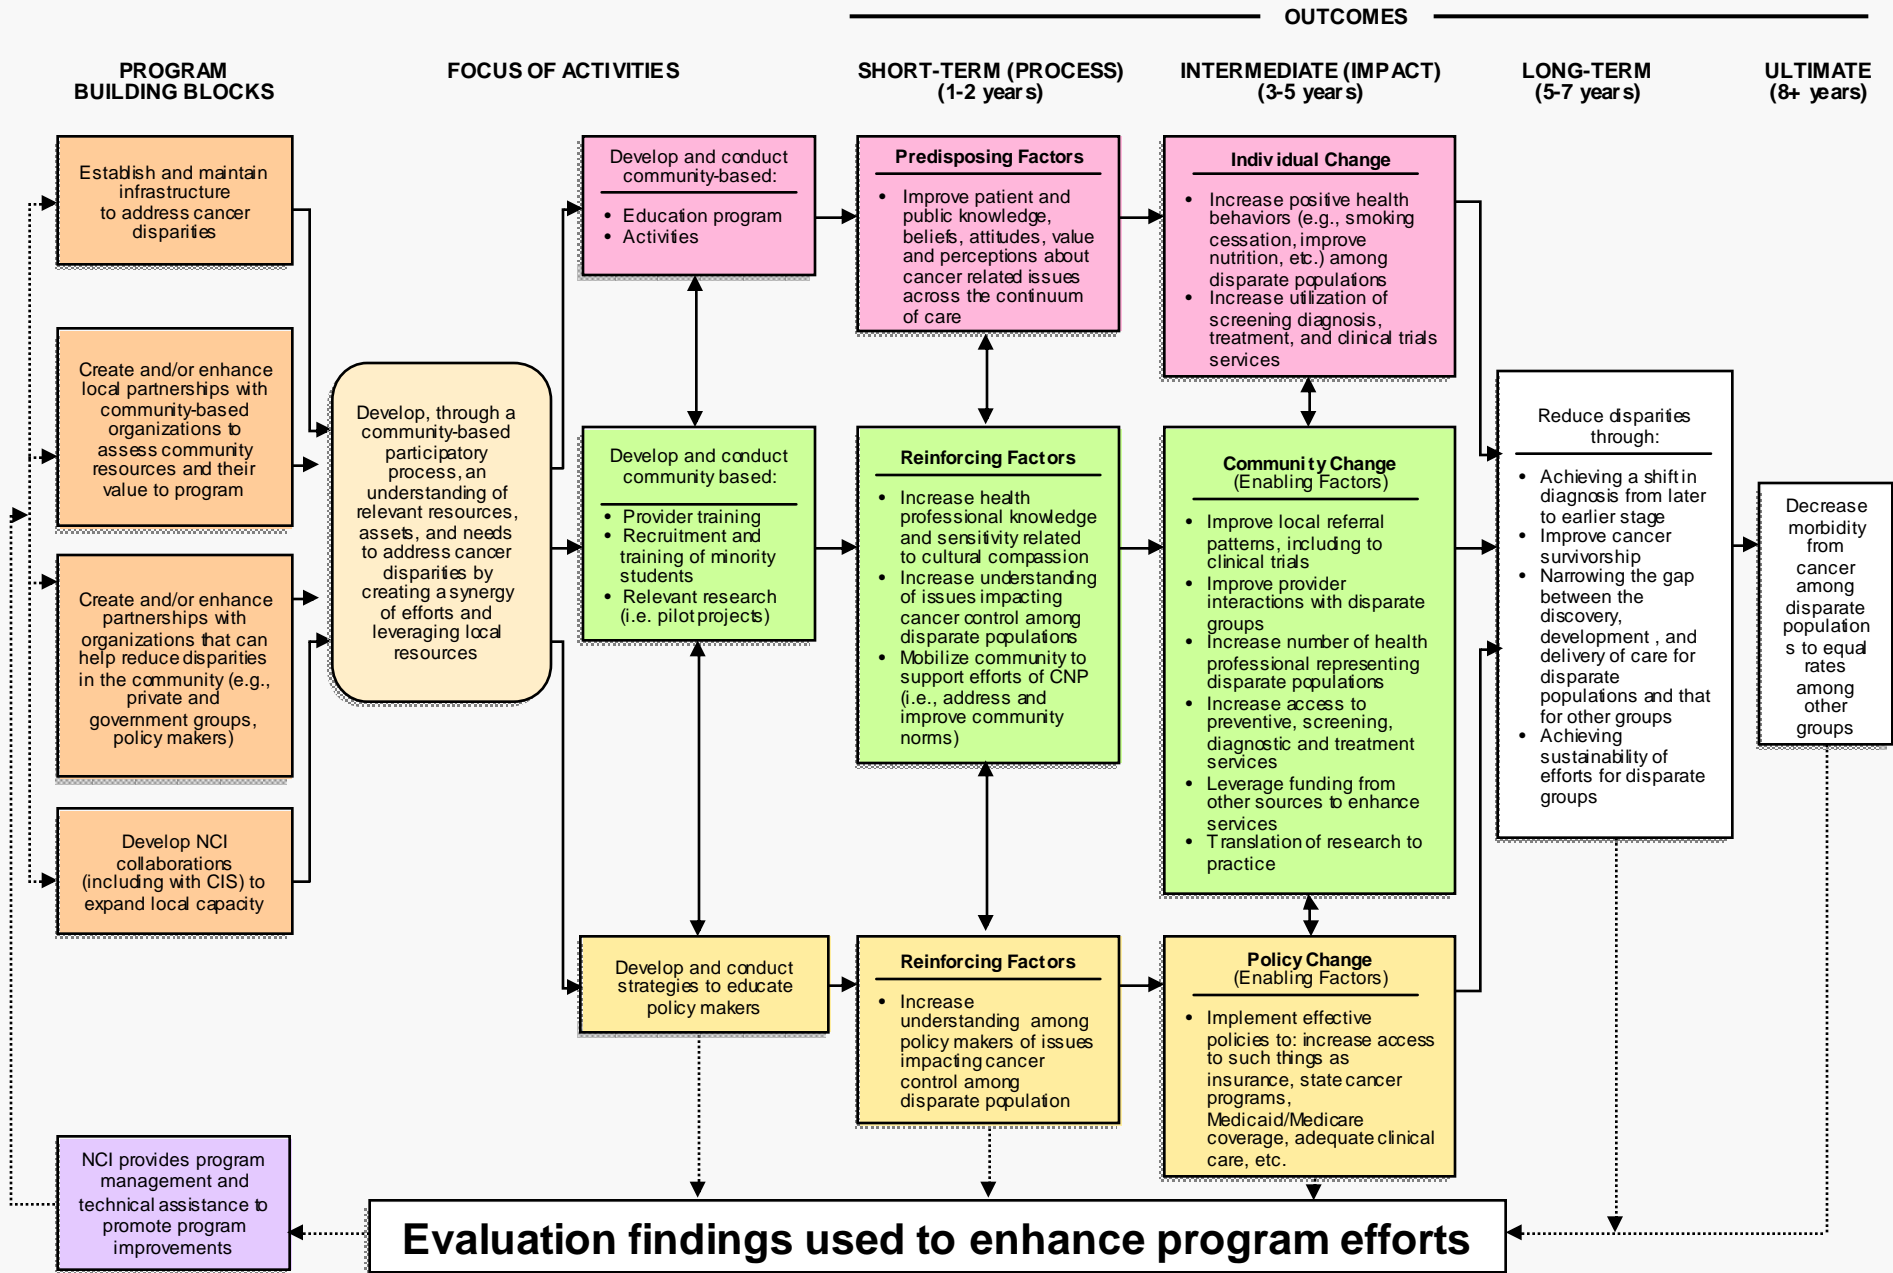 OUTCOMES
PROGRAM
BUILDING BLOCKS
FOCUS OF ACTIVITIES
SHORT-TERM (PROCESS)
(1-2 years)
INTERMEDIATE (IMPACT)
(3-5 years)
LONG-TERM
(5-7 years)
ULTIMATE
(8+ years)
Establish and maintain
infrastructure
to address cancer
disparities
Create and/or enhance
local partnerships with
community-based
organizations to
assess community
resources and their
value to program
Create and/or enhance
partnerships with
organizations that can
help reduce disparities
in the community (e.g.,
private and
government groups,
policy makers)
Develop NCI
collaborations
(including with CIS) to
expand local capacity
NCI provides program
management and
technical assistance to
promote program
improvements
Develop, through a
community-based
participatory
process, an
understanding of
relevant resources,
assets, and needs
to address cancer
disparities by
creating a synergy
of efforts and
leveraging local
resources
Develop and conduct
community-based:
• Education program
• Activities
Develop and conduct
community based:
• Provider training
• Recruitment and
training of minority
students
• Relevant research
(i.e. pilot projects)
Develop and conduct
strategies to educate
policy makers
Predisposing Factors
• Improve patient and
public knowledge,
beliefs, attitudes, value
and perceptions about
cancer related issues
across the continuum
of care
Reinforcing Factors
• Increase health
professional knowledge
and sensitivity related
to cultural compassion
• Increase understanding
of issues impacting
cancer control among
disparate populations
• Mobilize community to
support efforts of CNP
(i.e., address and
improve community
norms)
Reinforcing Factors
• Increase
understanding among
policy makers of issues
impacting cancer
control among
disparate population
Individual Change
• Increase positive health
behaviors (e.g., smoking
cessation, improve
nutrition, etc.) among
disparate populations
• Increase utilization of
screening diagnosis,
treatment, and clinical trials
services
Community Change
(Enabling Factors)
• Improve local referral
patterns, including to
clinical trials
• Improve provider
interactions with disparate
groups
• Increase number of health
professional representing
disparate populations
• Increase access to
preventive, screening,
diagnostic and treatment
services
• Leverage funding from
other sources to enhance
services
• Translation of research to
practice
Policy Change
(Enabling Factors)
• Implement effective
policies to: increase access
to such things as
insurance, state cancer
programs,
Medicaid/Medicare
coverage, adequate clinical
care, etc.
Reduce disparities
through:
• Achieving a shift in
diagnosis from later
to earlier stage
• Improve cancer
survivorship
• Narrowing the gap
between the
discovery,
development , and
delivery of care for
disparate
populations and that
for other groups
• Achieving
sustainability of
efforts for disparate
groups
Decrease
morbidity
from
cancer
among
disparate
population
s to equal
rates
among
other
groups
Evaluation findings used to enhance program efforts